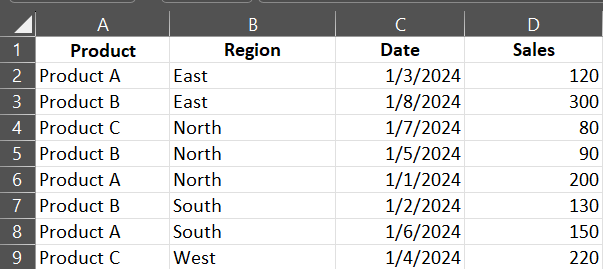 A B C D
1 Product Region Date Sales
2 Product A East 1/3/2024 120
3 Product B East 1/8/2024 300
4 Product C North 1/7/2024 80
5 Product B North 1/5/2024 90
6 Product A North 1/1/2024 200
7 Product B South 1/2/2024 130
8 Product A South 1/6/2024 150
9 Product C West 1/4/2024 220